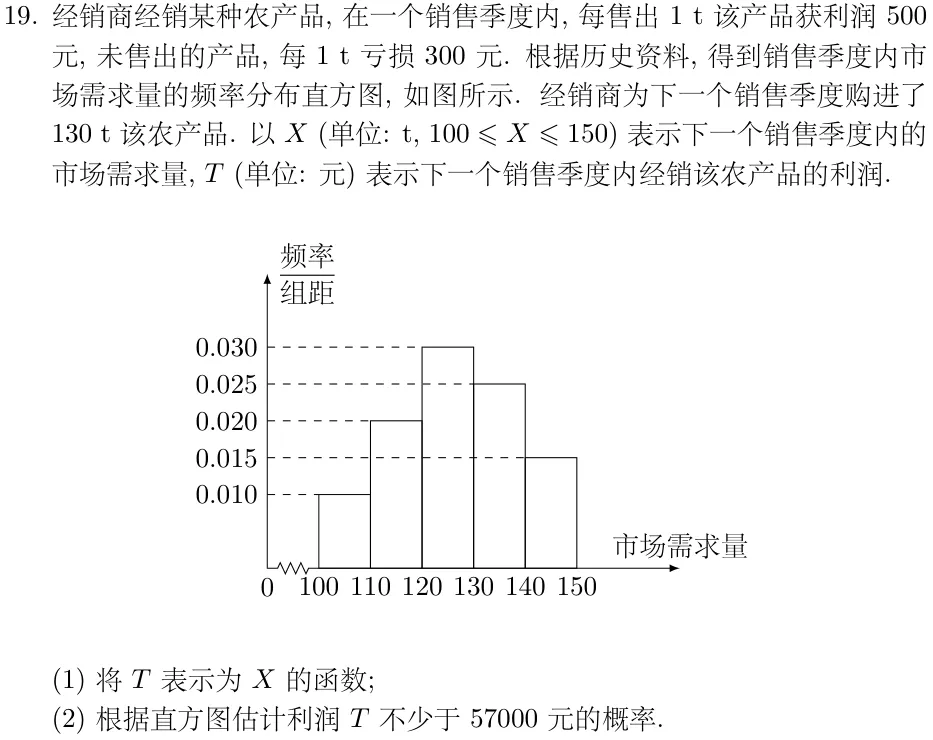 19. 经销商经销某种农产品, 在一个销售季度内, 每售出 1 t 该产品获利润 500
元, 未售出的产品, 每 1 t 亏损 300 元. 根据历史资料, 得到销售季度内市
场需求量的频率分布直方图, 如图所示. 经销商为下一个销售季度购进了
130 t 该农产品. 以 X (单位: t, 100 ⩽ X ⩽ 150) 表示下一个销售季度内的
市场需求量, T (单位: 元) 表示下一个销售季度内经销该农产品的利润.
频率
组距
0.030
0.025
0.020
0.015
0.010
市场需求量
0 100 110 120 130 140 150
(1) 将 T 表示为 X 的函数;
(2) 根据直方图估计利润 T 不少于 57000 元的概率.